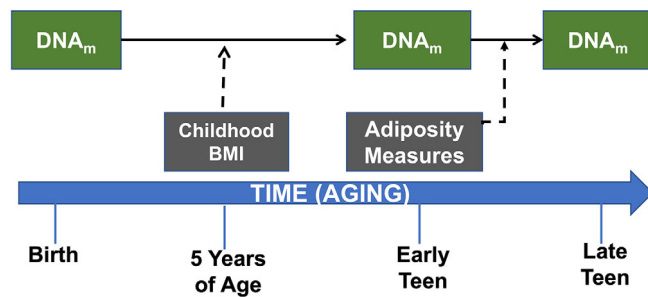 DNAm
DNAm
DNAm
Childhood
BMI
Adiposity
Measures
TIME (AGING)
Birth
5 Years
of Age
Early
Teen
Late
Teen